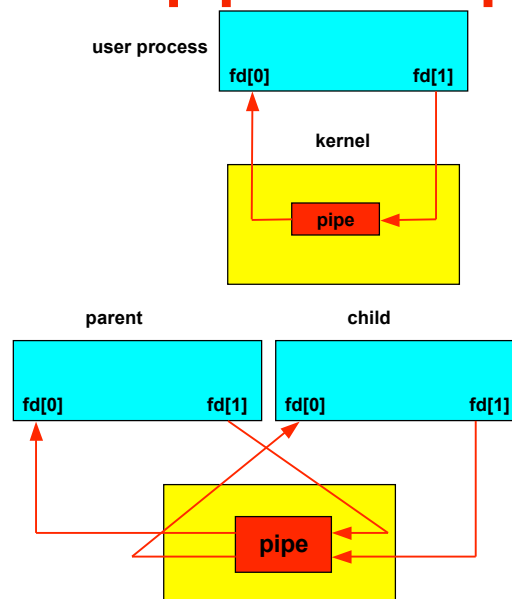 user process
fd[0] fd[1]
kernel
pipe
parent child
fd[0] fd[1] fd[0] fd[1]
pipe